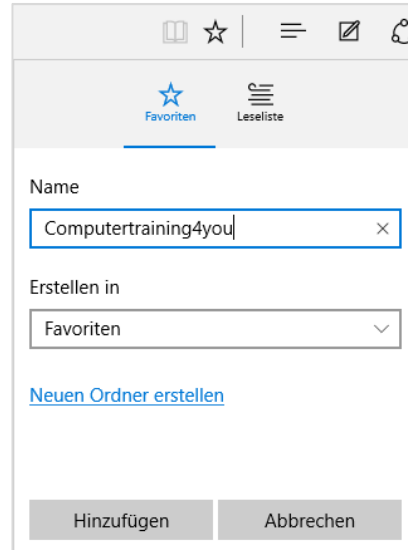 Favoriten Leseliste
Name
Computertraining4you
Erstellen in
Favoriten
Neuen Ordner erstellen
Hinzufügen Abbrechen